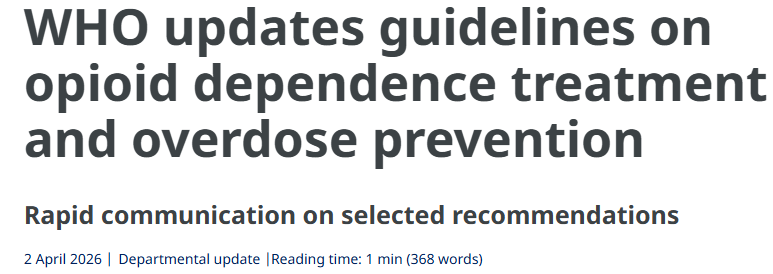 WHO updates guidelines on
opioid dependence treatment
and overdose prevention
Rapid communication on selected recommendations
2 April 2026 | Departmental update |Reading time: 1 min (368 words)